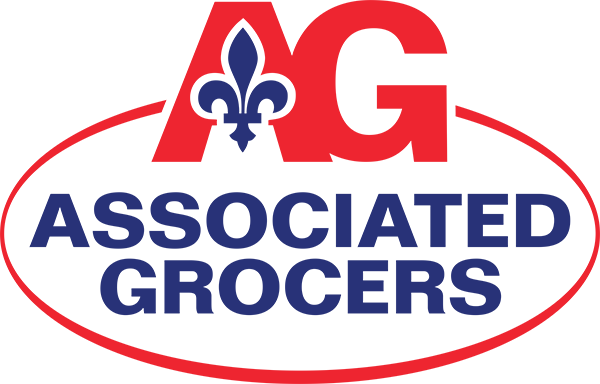 AG
ASSOCIATED
GROCERS